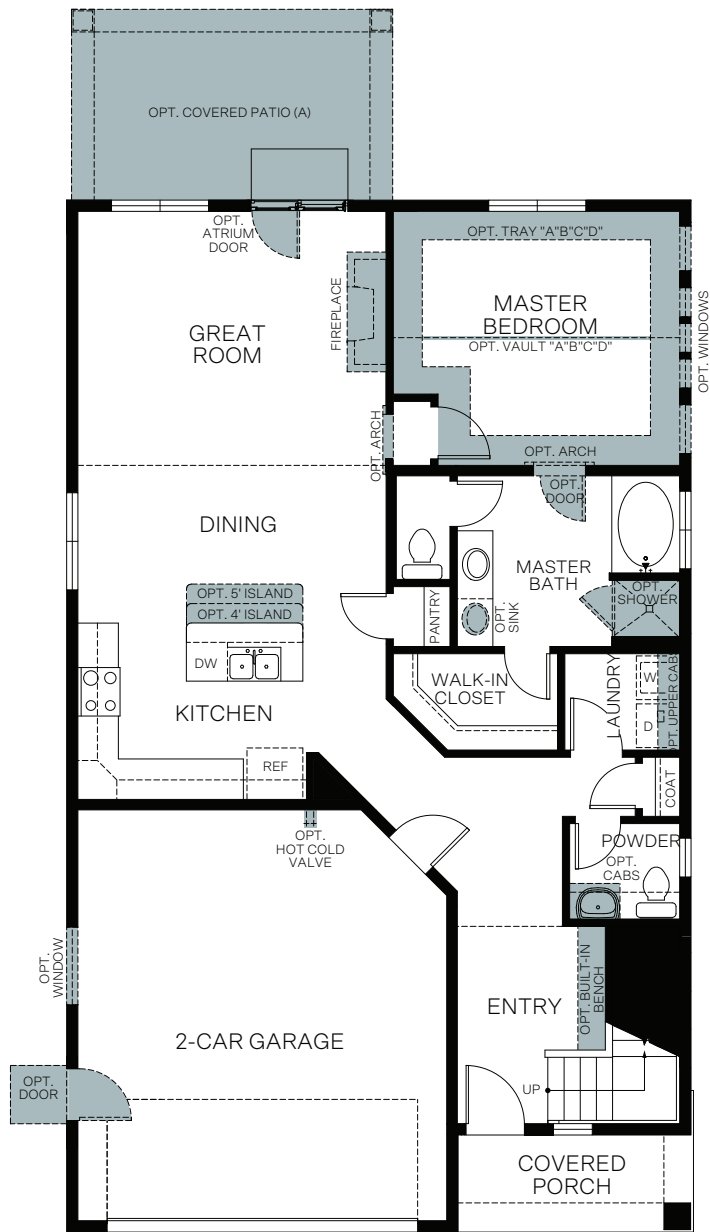 OPT. COVERED PATIO (A)
OPT.
ATRIUM
DOOR
OPT. TRAY "A"B"C"D"
MASTER
BEDROOM
OPT. VAULT "A"B"C"D"
OPT. WINDOWS
GREAT
ROOM
FIREPLACE
OPT. ARCH
OPT. ARCH
OPT.
DOOR
DINING
MASTER
BATH
OPT.
SHOWER
OPT. 5' ISLAND
OPT. 4' ISLAND
PANTRY
OPT.
SINK
DW
WALK-IN
CLOSET
LAUNDRY
W
D
OPT. UPPER CABS
KITCHEN
REF
COAT
OPT.
HOT COLD
VALVE
POWDER
OPT.
CABS
OPT.
WINDOW
ENTRY
OPT. BUILT-IN
BENCH
2-CAR GARAGE
OPT.
DOOR
UP
COVERED
PORCH